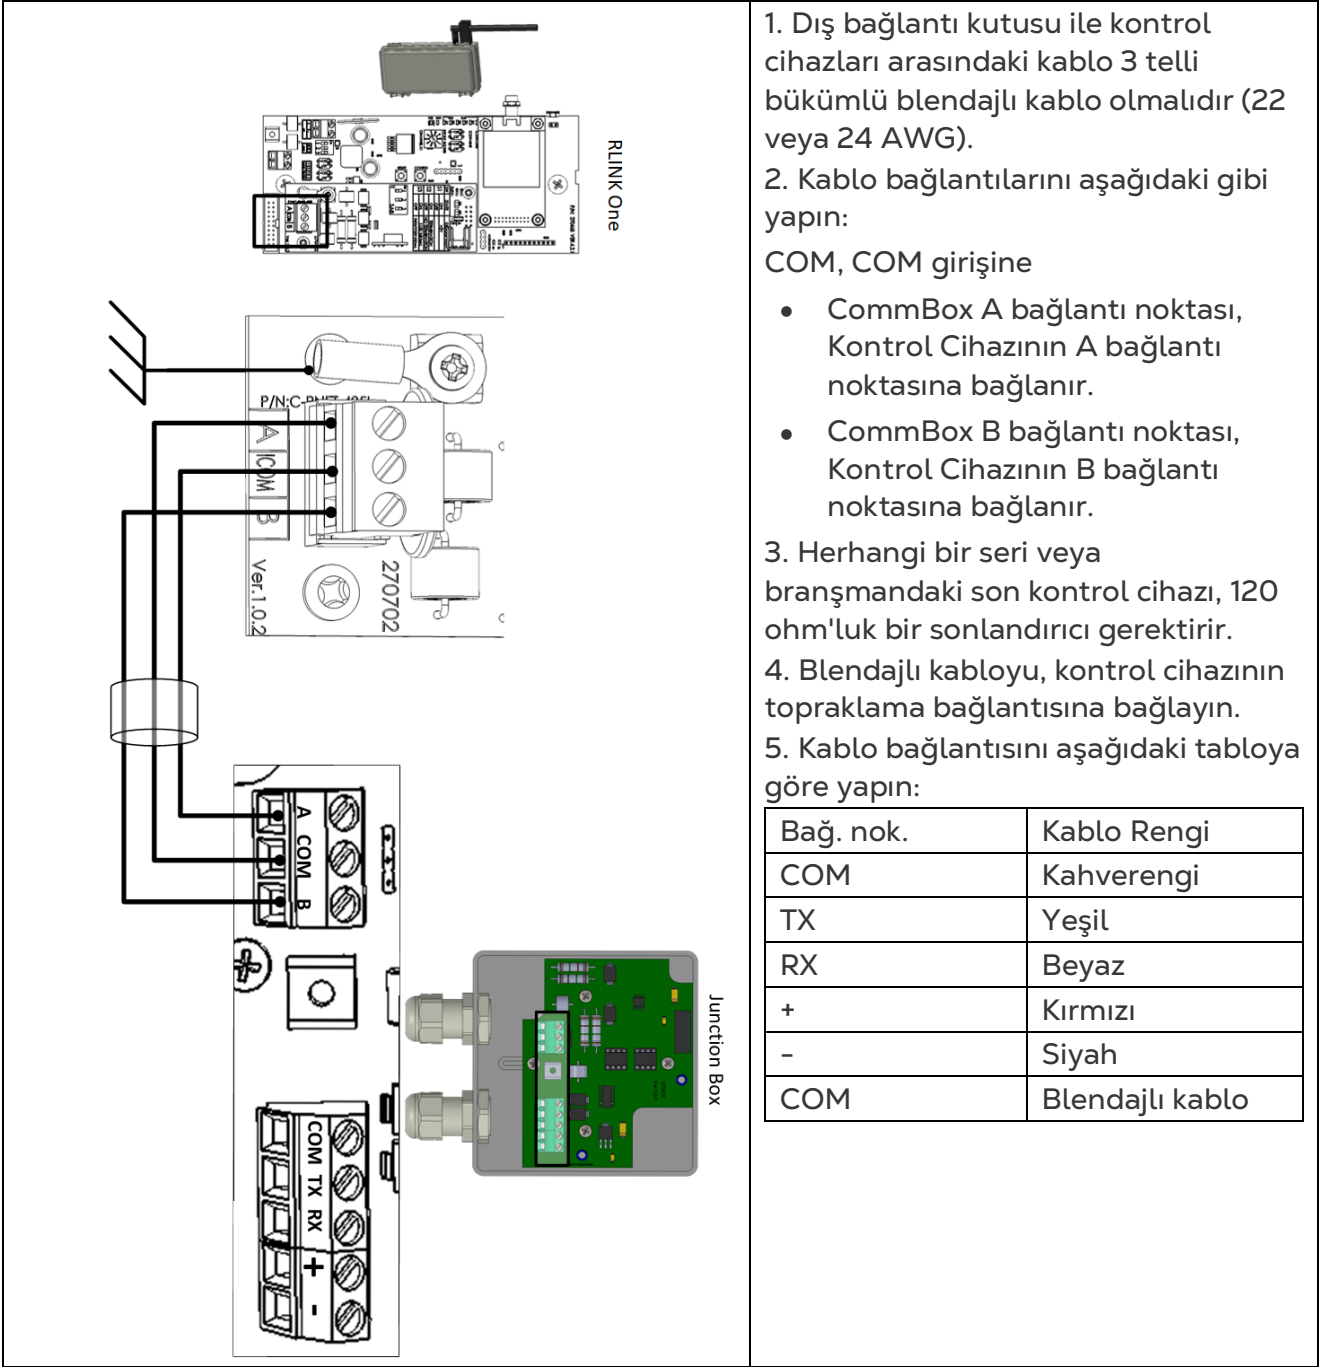 RLINK One
P/N:C-RNET-485I
A
COM
B
Ver.1.0.2
270702
A
COM
B
Junction Box
COM
TX
RX
+
-
1. Dış bağlantı kutusu ile kontrol
cihazları arasındaki kablo 3 telli
bükümlü blendajlı kablo olmalıdır (22
veya 24 AWG).
2. Kablo bağlantılarını aşağıdaki gibi
yapın:
COM, COM girişine
• CommBox A bağlantı noktası,
Kontrol Cihazının A bağlantı
noktasına bağlanır.
• CommBox B bağlantı noktası,
Kontrol Cihazının B bağlantı
noktasına bağlanır.
3. Herhangi bir seri veya
branşmandaki son kontrol cihazı, 120
ohm'luk bir sonlandırıcı gerektirir.
4. Blendajlı kabloyu, kontrol cihazının
topraklama bağlantısına bağlayın.
5. Kablo bağlantısını aşağıdaki tabloya
göre yapın:
Bağ. nok. Kablo Rengi
COM Kahverengi
TX Yeşil
RX Beyaz
+ Kırmızı
- Siyah
COM Blendajlı kablo